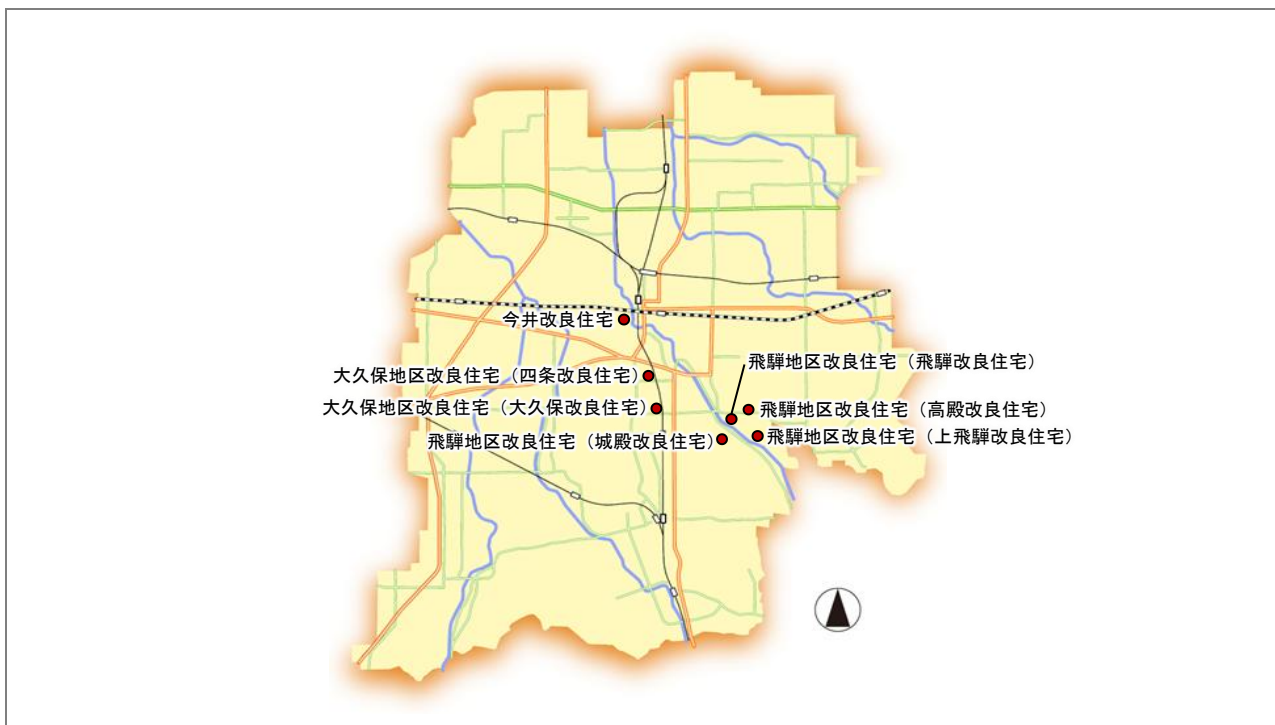 今井改良住宅
飛騨地区改良住宅（飛騨改良住宅）
大久保地区改良住宅（四条改良住宅）
大久保地区改良住宅（大久保改良住宅）
飛騨地区改良住宅（高殿改良住宅）
飛騨地区改良住宅（城殿改良住宅）
飛騨地区改良住宅（上飛騨改良住宅）